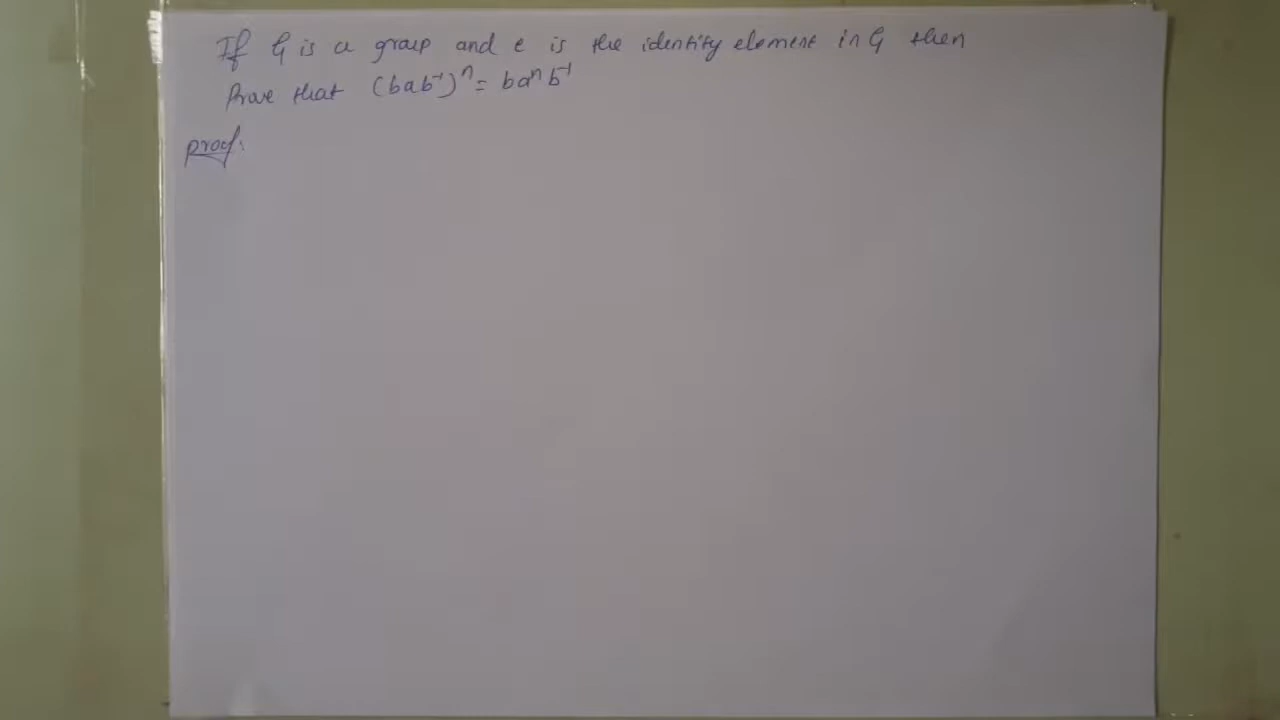 If G is a group and e is the identity element in G then
Prove that (bab⁻¹)ⁿ = baⁿb⁻¹
proof: